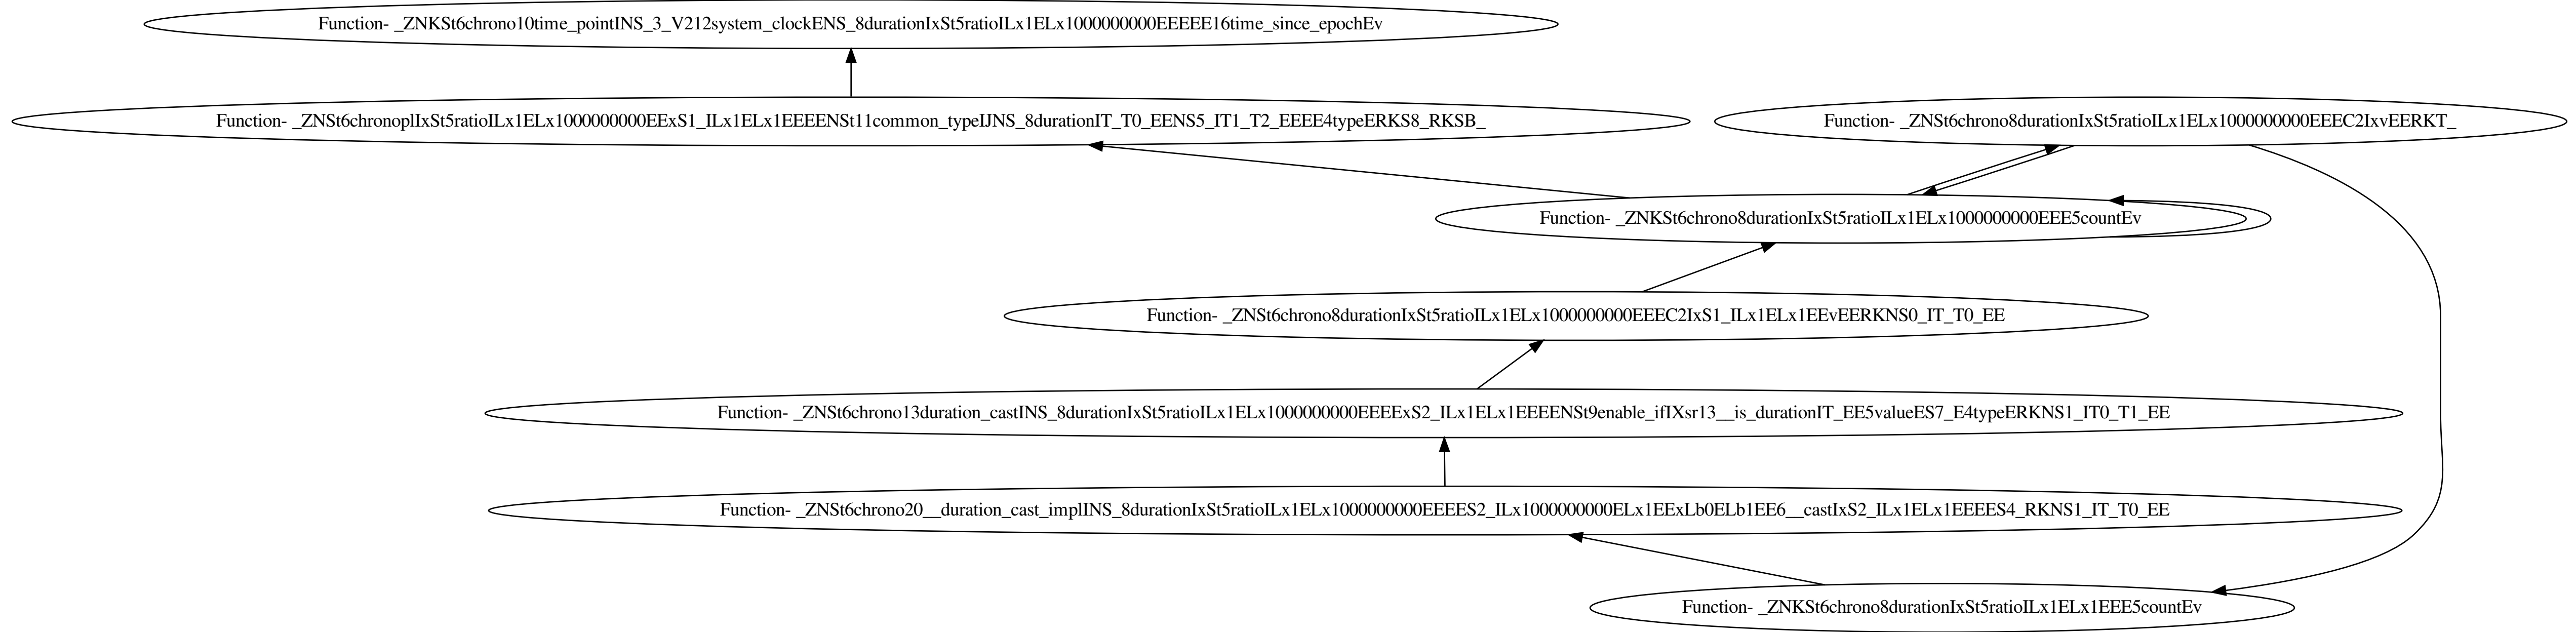 Function- _ZNKSt6chrono10time_pointINS_3_V212system_clockENS_8durationIxSt5ratioILx1ELx1000000000EEEEE16time_since_epochEv
Function- _ZNSt6chronoplIxSt5ratioILx1ELx1000000000EExS1_ILx1ELx1EEEENSt11common_typeIJNS_8durationIT_T0_EENS5_IT1_T2_EEEE4typeERKS8_RKSB_
Function- _ZNSt6chrono8durationIxSt5ratioILx1ELx1000000000EEEC2IxvEERKT_
Function- _ZNKSt6chrono8durationIxSt5ratioILx1ELx1000000000EEE5countEv
Function- _ZNSt6chrono8durationIxSt5ratioILx1ELx1000000000EEEC2IxS1_ILx1ELx1EEvEERKNS0_IT_T0_EE
Function- _ZNSt6chrono13duration_castINS_8durationIxSt5ratioILx1ELx1000000000EEEExS2_ILx1ELx1EEEENSt9enable_ifIXsr13__is_durationIT_EE5valueES7_E4typeERKNS1_IT0_T1_EE
Function- _ZNSt6chrono20__duration_cast_implINS_8durationIxSt5ratioILx1ELx1000000000EEEES2_ILx1000000000ELx1EExLb0ELb1EE6__castIxS2_ILx1ELx1EEEES4_RKNS1_IT_T0_EE
Function- _ZNKSt6chrono8durationIxSt5ratioILx1ELx1EEE5countEv